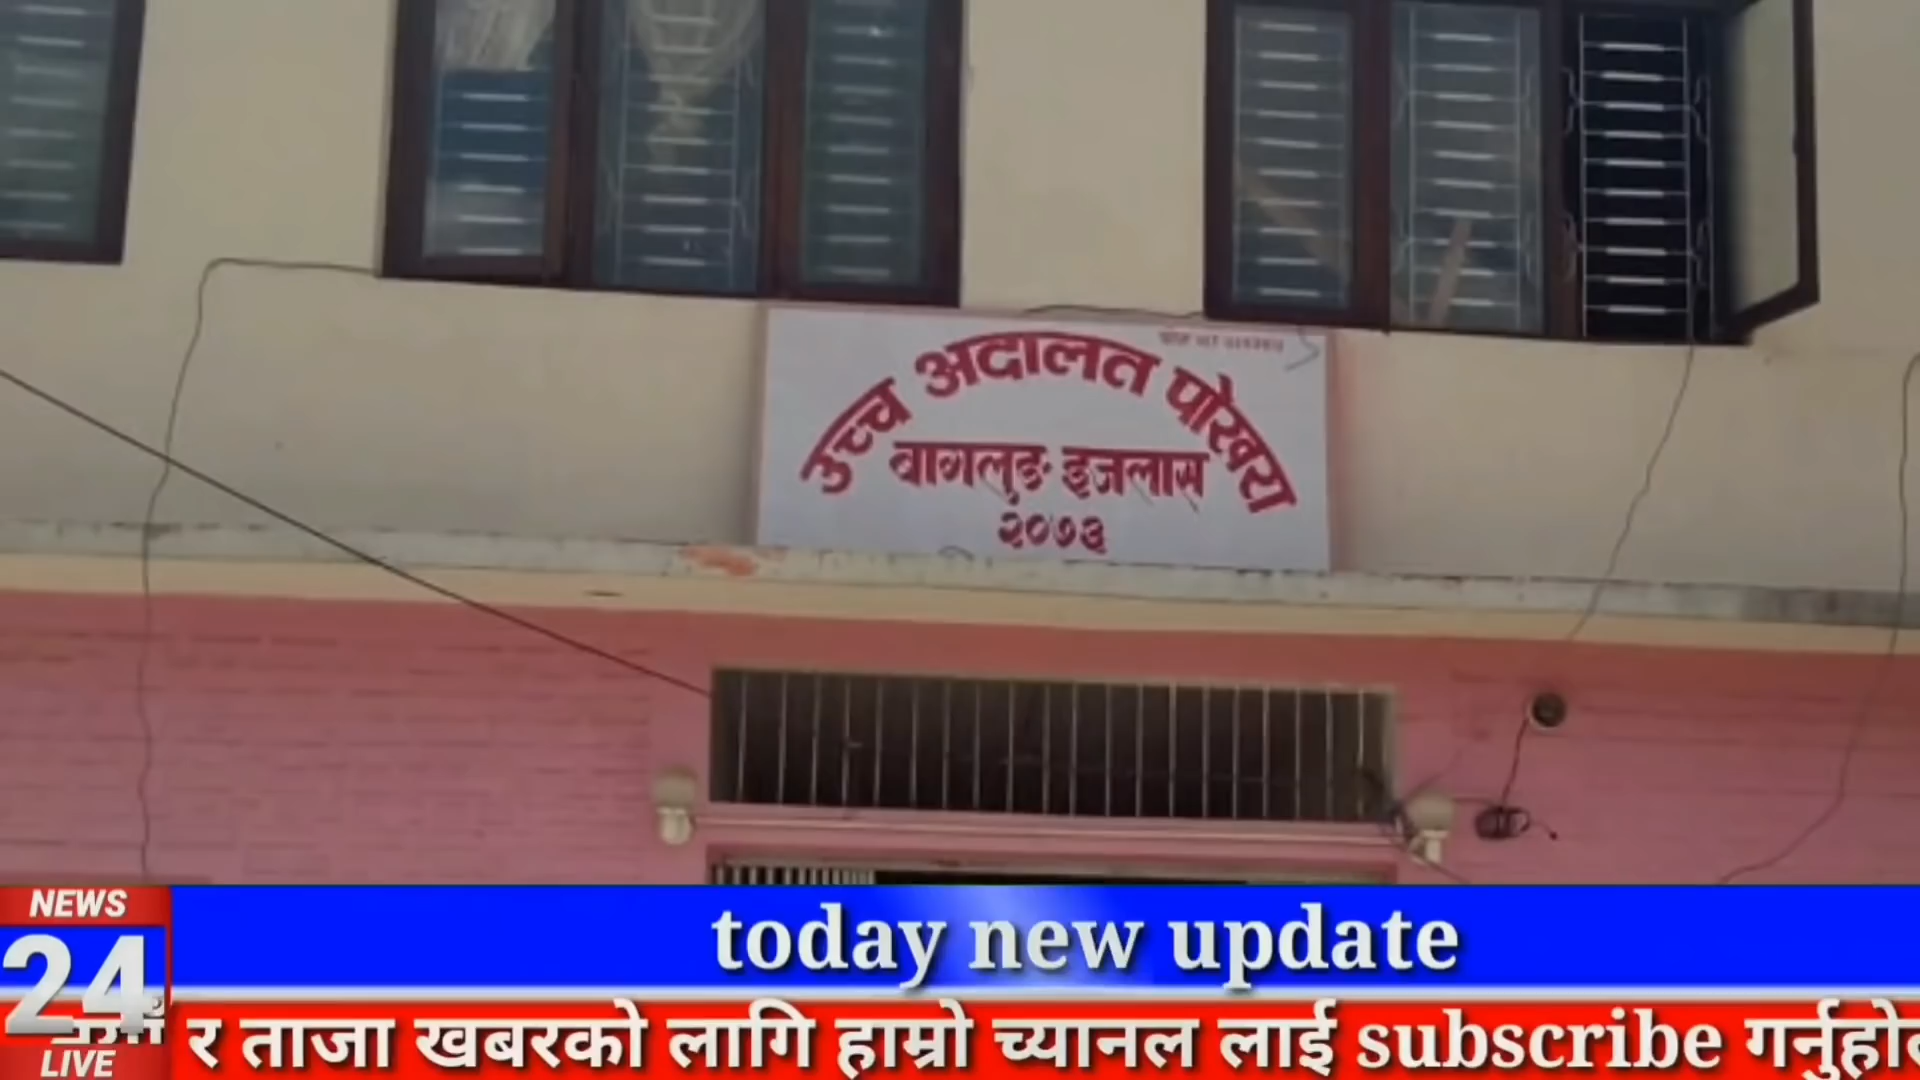 उच्च अदालत पोखरा
बागलुङ इजलास
२०७३
NEWS
24
LIVE
today new update
र ताजा खबरको लागि हाम्रो च्यानल लाई subscribe